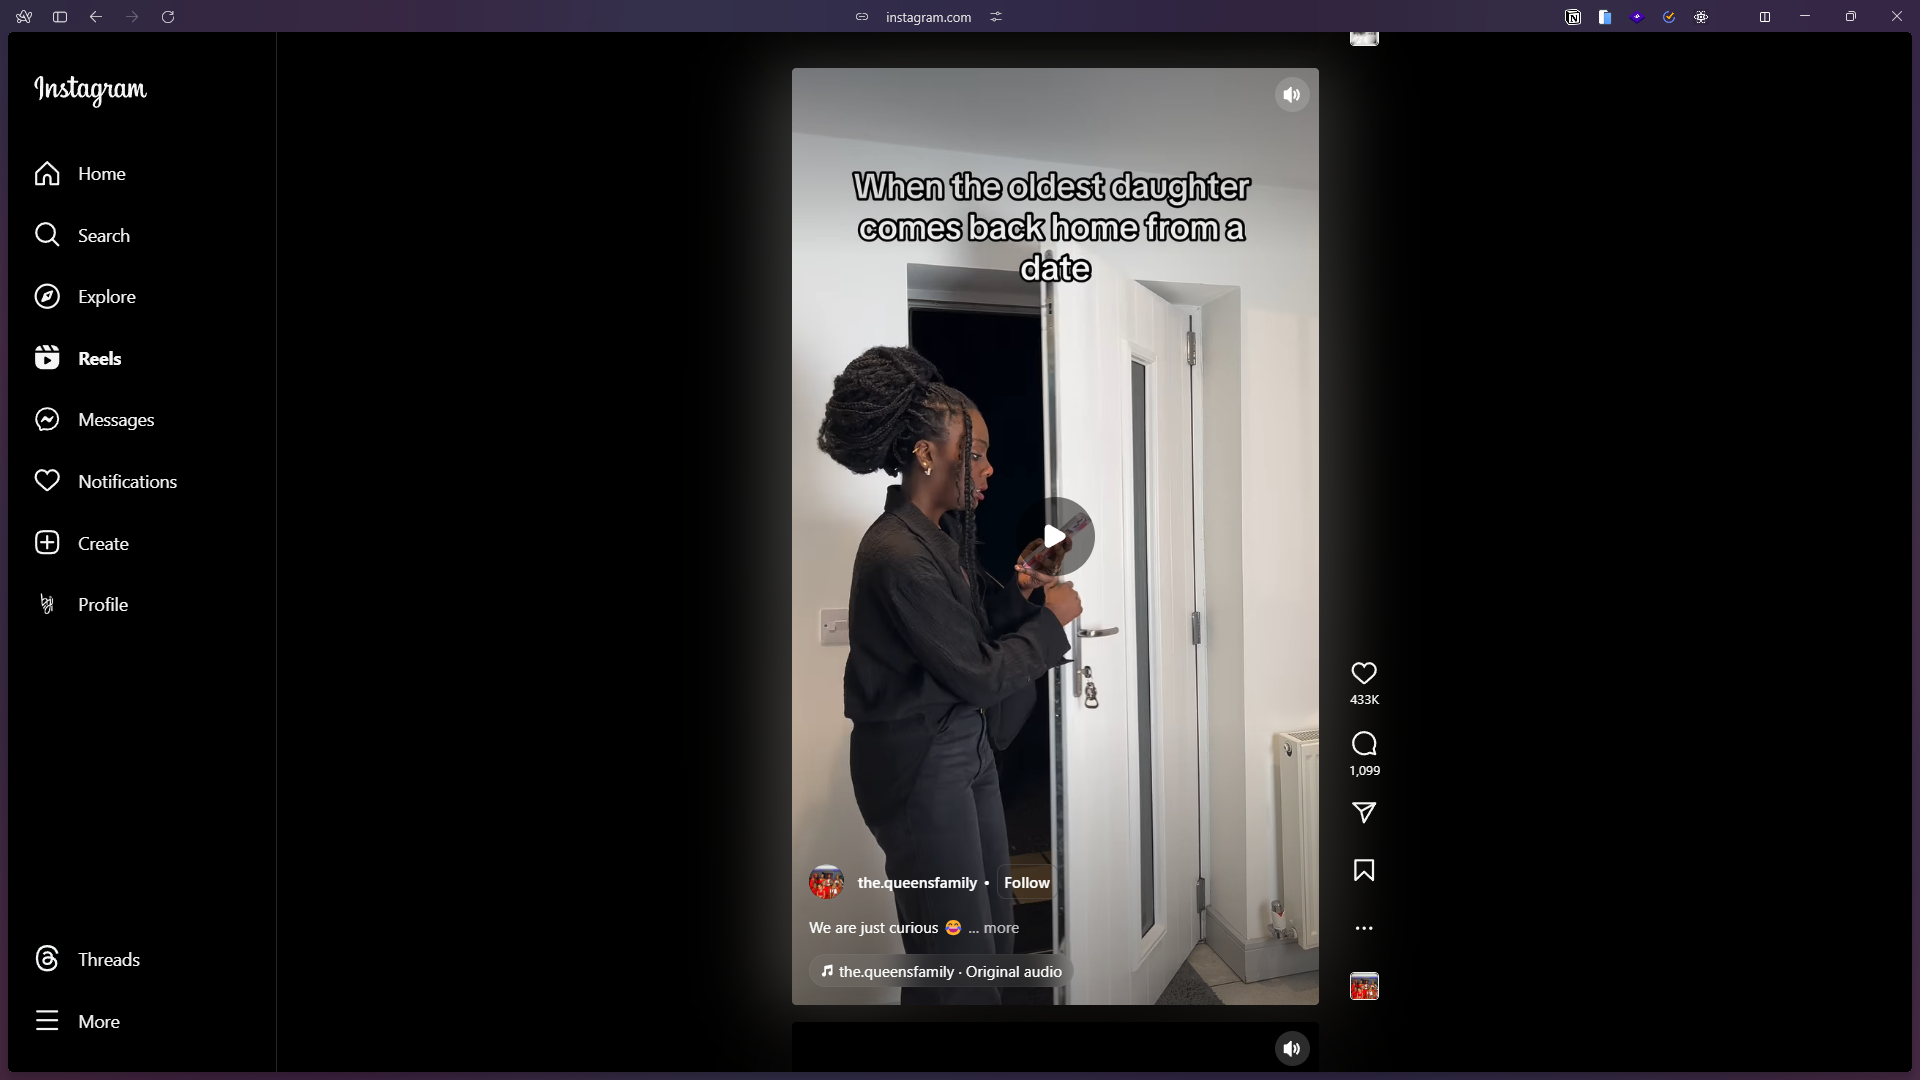 instagram.com
Instagram
Home
Search
Explore
Reels
Messages
Notifications
Create
Profile
Threads
More
When the oldest daughter
comes back home from a
date
the.queensfamily • Follow
We are just curious 😂 ... more
the.queensfamily · Original audio
433K
1,099